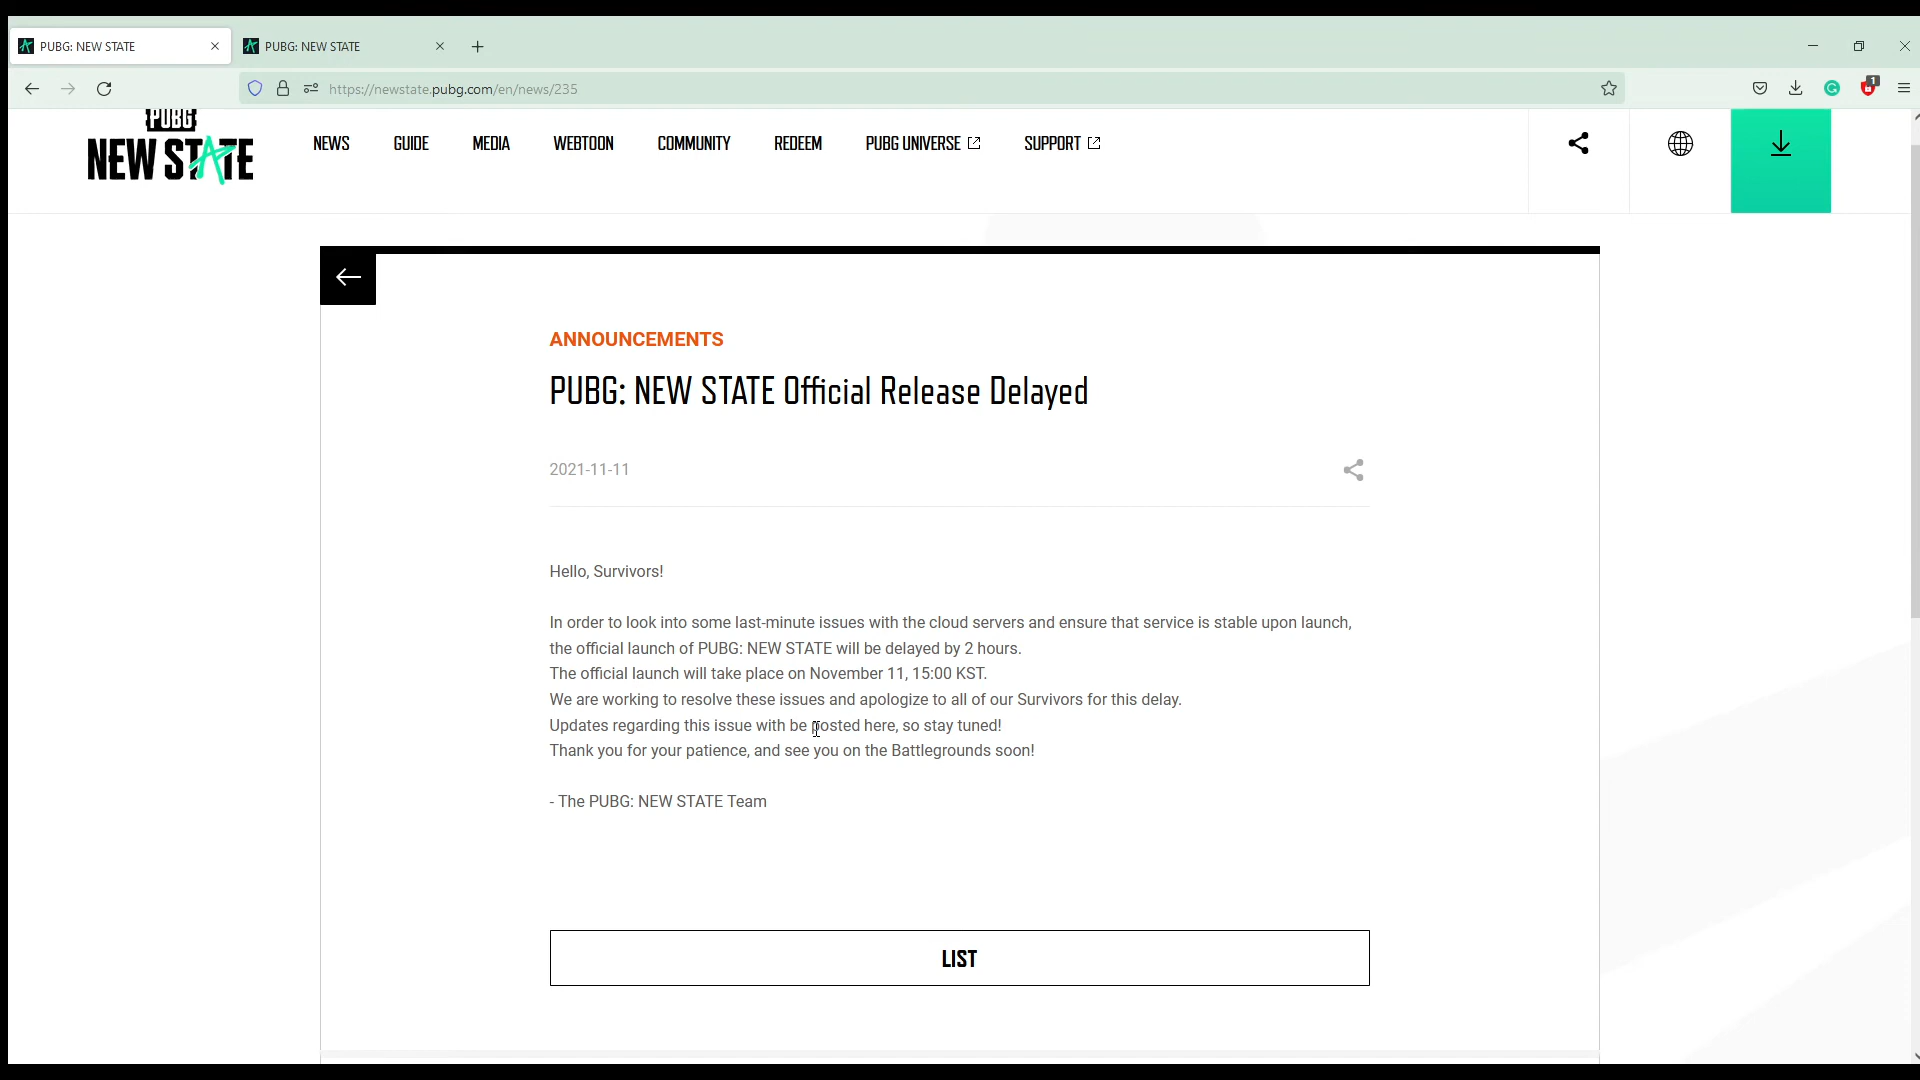 PUBG: NEW STATE
PUBG: NEW STATE
https://newstate.pubg.com/en/news/235
1
PUBG
NEW STATE
NEWS
GUIDE
MEDIA
WEBTOON
COMMUNITY
REDEEM
PUBG UNIVERSE
SUPPORT
ANNOUNCEMENTS
PUBG: NEW STATE Official Release Delayed
2021-11-11
Hello, Survivors!
In order to look into some last-minute issues with the cloud servers and ensure that service is stable upon launch,
the official launch of PUBG: NEW STATE will be delayed by 2 hours.
The official launch will take place on November 11, 15:00 KST.
We are working to resolve these issues and apologize to all of our Survivors for this delay.
Updates regarding this issue with be posted here, so stay tuned!
Thank you for your patience, and see you on the Battlegrounds soon!
- The PUBG: NEW STATE Team
LIST